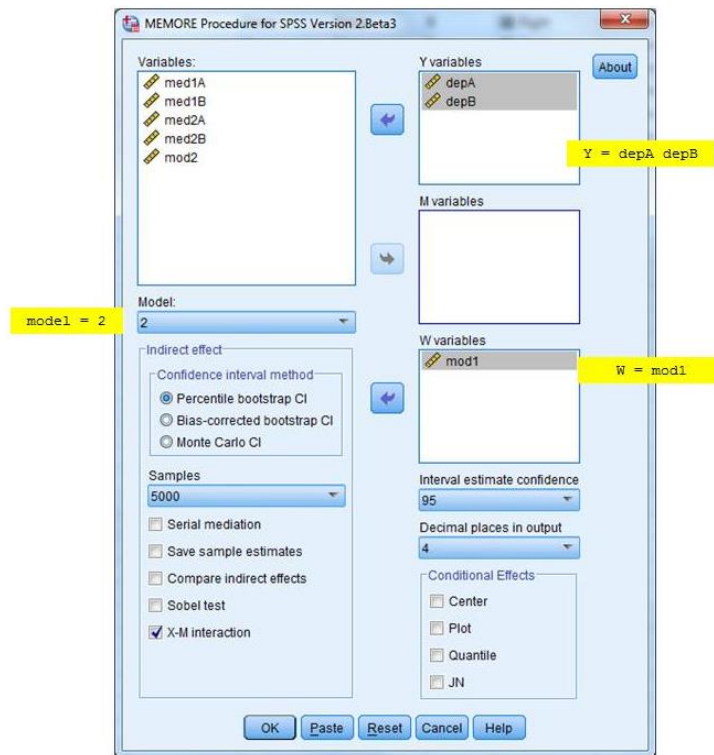 MEMORE Procedure for SPSS Version 2.Beta3
Variables:
med1A
med1B
med2A
med2B
mod2
Y variables
depA
depB
About
Y = depA depB
M variables
Model:
2
model = 2
W variables
mod1
W = mod1
Indirect effect
Confidence interval method
Percentile bootstrap CI
Bias-corrected bootstrap CI
Monte Carlo CI
Samples
5000
Serial mediation
Save sample estimates
Compare indirect effects
Sobel test
X-M interaction
Interval estimate confidence
95
Decimal places in output
4
Conditional Effects
Center
Plot
Quantile
JN
OK
Paste
Reset
Cancel
Help